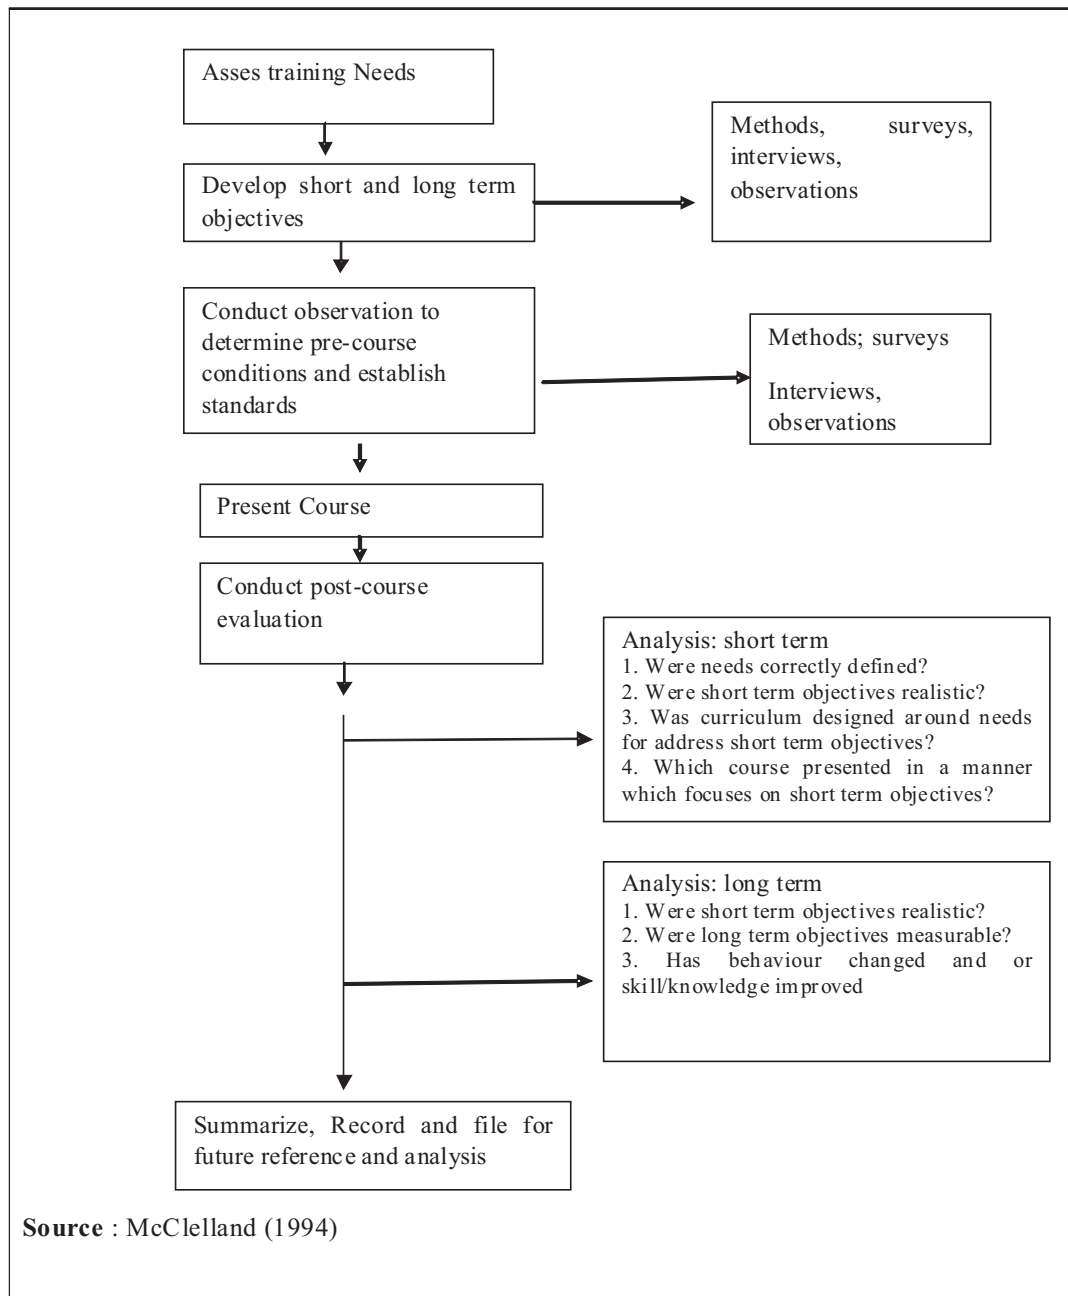 Asses training Needs
Methods, surveys,
interviews,
observations
Develop short and long term
objectives
Conduct observation to
determine pre-course
conditions and establish
standards
Methods; surveys
Interviews,
observations
Present Course
Conduct post-course
evaluation
Analysis: short term
1. Were needs correctly defined?
2. Were short term objectives realistic?
3. Was curriculum designed around needs
for address short term objectives?
4. Which course presented in a manner
which focuses on short term objectives?
Analysis: long term
1. Were short term objectives realistic?
2. Were long term objectives measurable?
3. Has behaviour changed and or
skill/knowledge improved
Summarize, Record and file for
future reference and analysis
Source : McClelland (1994)